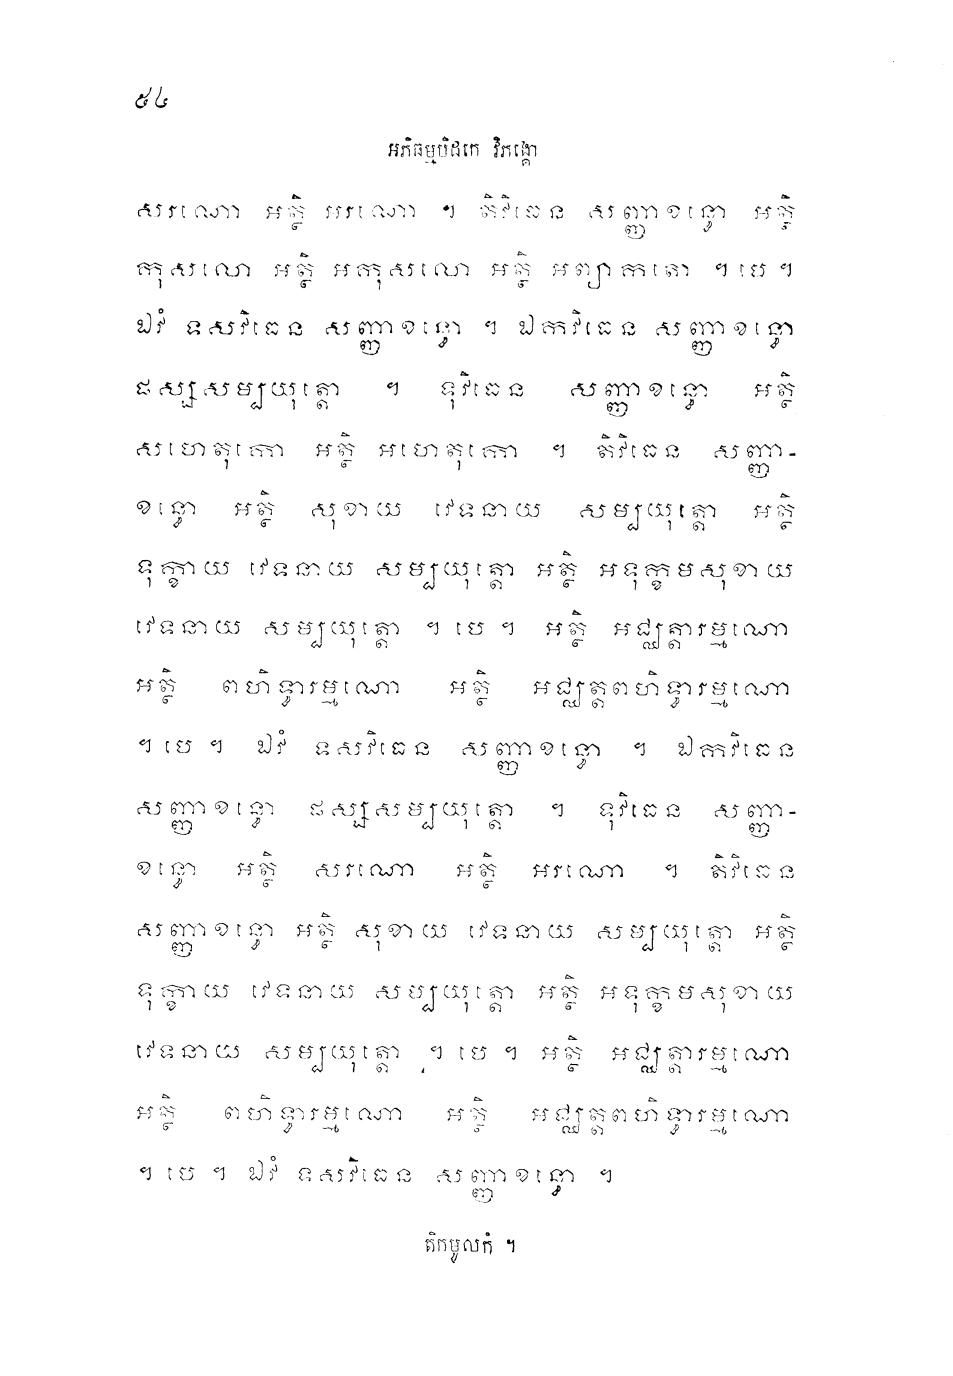 ៥៤
អភិធម្មបិដកេ វិភង្គោ
សរណោ អត្ថិ អរណោ ។ តិវិធេន សញ្ញាខន្ធោ អត្ថិ
កុសលោ អត្ថិ អកុសលោ អត្ថិ អព្យាកតោ ។ បេ ។
ឯវំ ទសវិធេន សញ្ញាខន្ធោ ។ ឯកវិធេន សញ្ញាខន្ធោ
ផស្សសម្បយុត្តោ ។ ទុវិធេន សញ្ញាខន្ធោ អត្ថិ
សហេតុកោ អត្ថិ អហេតុកោ ។ តិវិធេន សញ្ញា-
ខន្ធោ អត្ថិ សុខាយ វេទនាយ សម្បយុត្តោ អត្ថិ
ទុក្ខាយ វេទនាយ សម្បយុត្តោ អត្ថិ អទុក្ខមសុខាយ
វេទនាយ សម្បយុត្តោ ។ បេ ។ អត្ថិ អជ្ឈត្តារម្មណោ
អត្ថិ ពហិទ្ធារម្មណោ អត្ថិ អជ្ឈត្តពហិទ្ធារម្មណោ
។ បេ ។ ឯវំ ទសវិធេន សញ្ញាខន្ធោ ។ ឯកវិធេន
សញ្ញាខន្ធោ ផស្សសម្បយុត្តោ ។ ទុវិធេន សញ្ញា-
ខន្ធោ អត្ថិ សរណោ អត្ថិ អរណោ ។ តិវិធេន
សញ្ញាខន្ធោ អត្ថិ សុខាយ វេទនាយ សម្បយុត្តោ អត្ថិ
ទុក្ខាយ វេទនាយ សម្បយុត្តោ អត្ថិ អទុក្ខមសុខាយ
វេទនាយ សម្បយុត្តោ ។ បេ ។ អត្ថិ អជ្ឈត្តារម្មណោ
អត្ថិ ពហិទ្ធារម្មណោ អត្ថិ អជ្ឈត្តពហិទ្ធារម្មណោ
។ បេ ។ ឯវំ ទសវិធេន សញ្ញាខន្ធោ ។
តិកមូលកំ ។